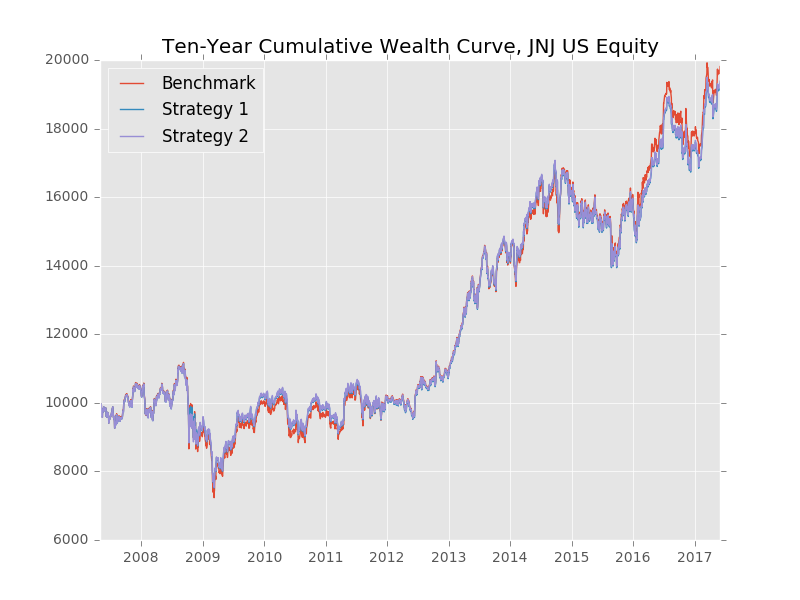 Ten-Year Cumulative Wealth Curve, JNJ US Equity
20000
18000
16000
14000
12000
10000
8000
6000
Benchmark
Strategy 1
Strategy 2
2008 2009 2010 2011 2012 2013 2014 2015 2016 2017